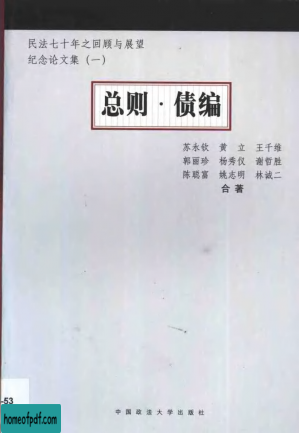 民法七十年之回顾与展望
纪念论文集(一)
总则·债编
苏永钦 黄立 王千维
郭丽珍 杨秀仪 谢哲胜
陈聪富 姚志明 林诚二
合著
-53
中国政法大学出版社
homeofpdf.com